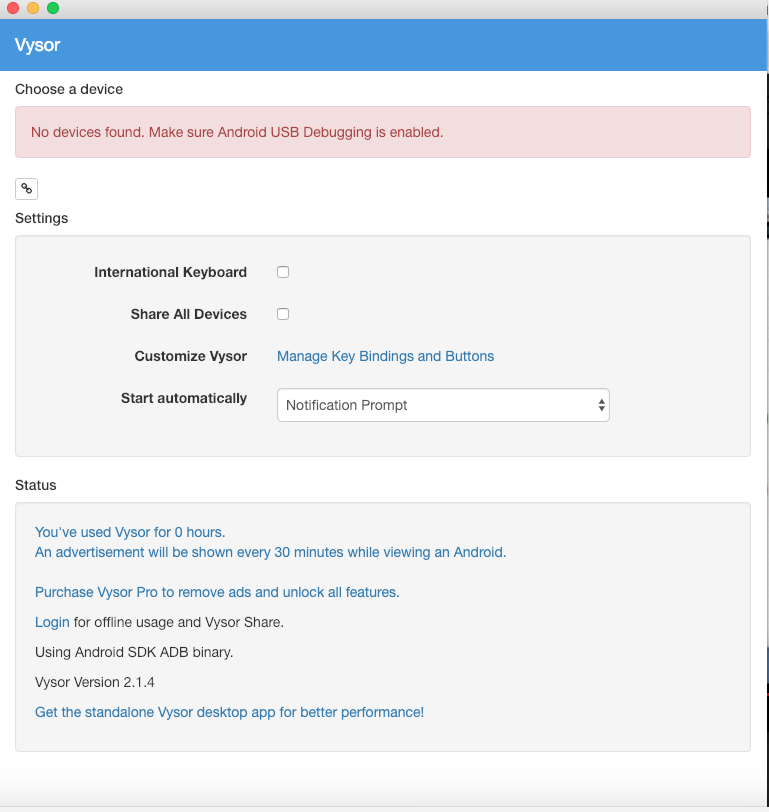 Vysor
Choose a device
No devices found. Make sure Android USB Debugging is enabled.
Settings
International Keyboard
Share All Devices
Customize Vysor Manage Key Bindings and Buttons
Start automatically Notification Prompt
Status
You've used Vysor for 0 hours.
An advertisement will be shown every 30 minutes while viewing an Android.
Purchase Vysor Pro to remove ads and unlock all features.
Login for offline usage and Vysor Share.
Using Android SDK ADB binary.
Vysor Version 2.1.4
Get the standalone Vysor desktop app for better performance!